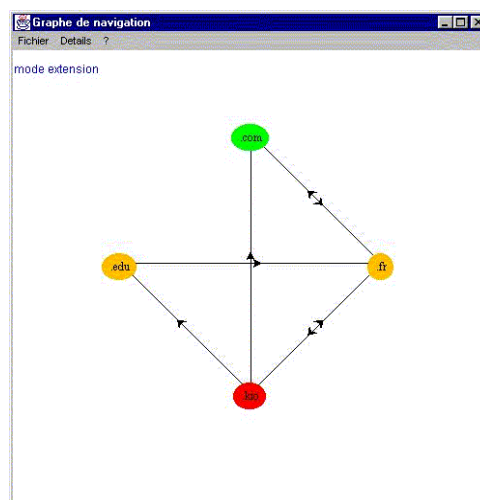 Graphe de navigation
Fichier Details ?
mode extension
.com
.edu
.fr